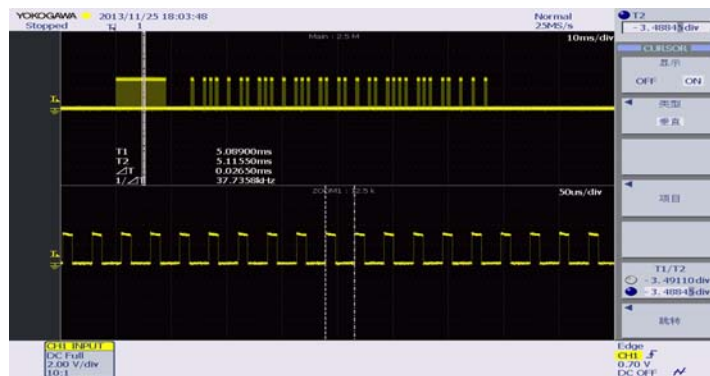 YOKOGAWA 2013/11/25 18:03:48
Stopped
1
Normal
25MS/s
Main : 2.5 M
10ms/div
T2
-3.48845div
CURSOR
显示
OFF ON
类型
垂直
项目
T1/T2
-3.49110div
-3.48845div
跳转
T1 5.08900ms
T2 5.11550ms
⊿T 0.02650ms
1/⊿T 37.7358kHz
ZOOM1 : 12.5 k
50us/div
CH1 INPUT
DC Full
2.00 V/div
10:1
Edge
CH1
0.70 V
DC OFF